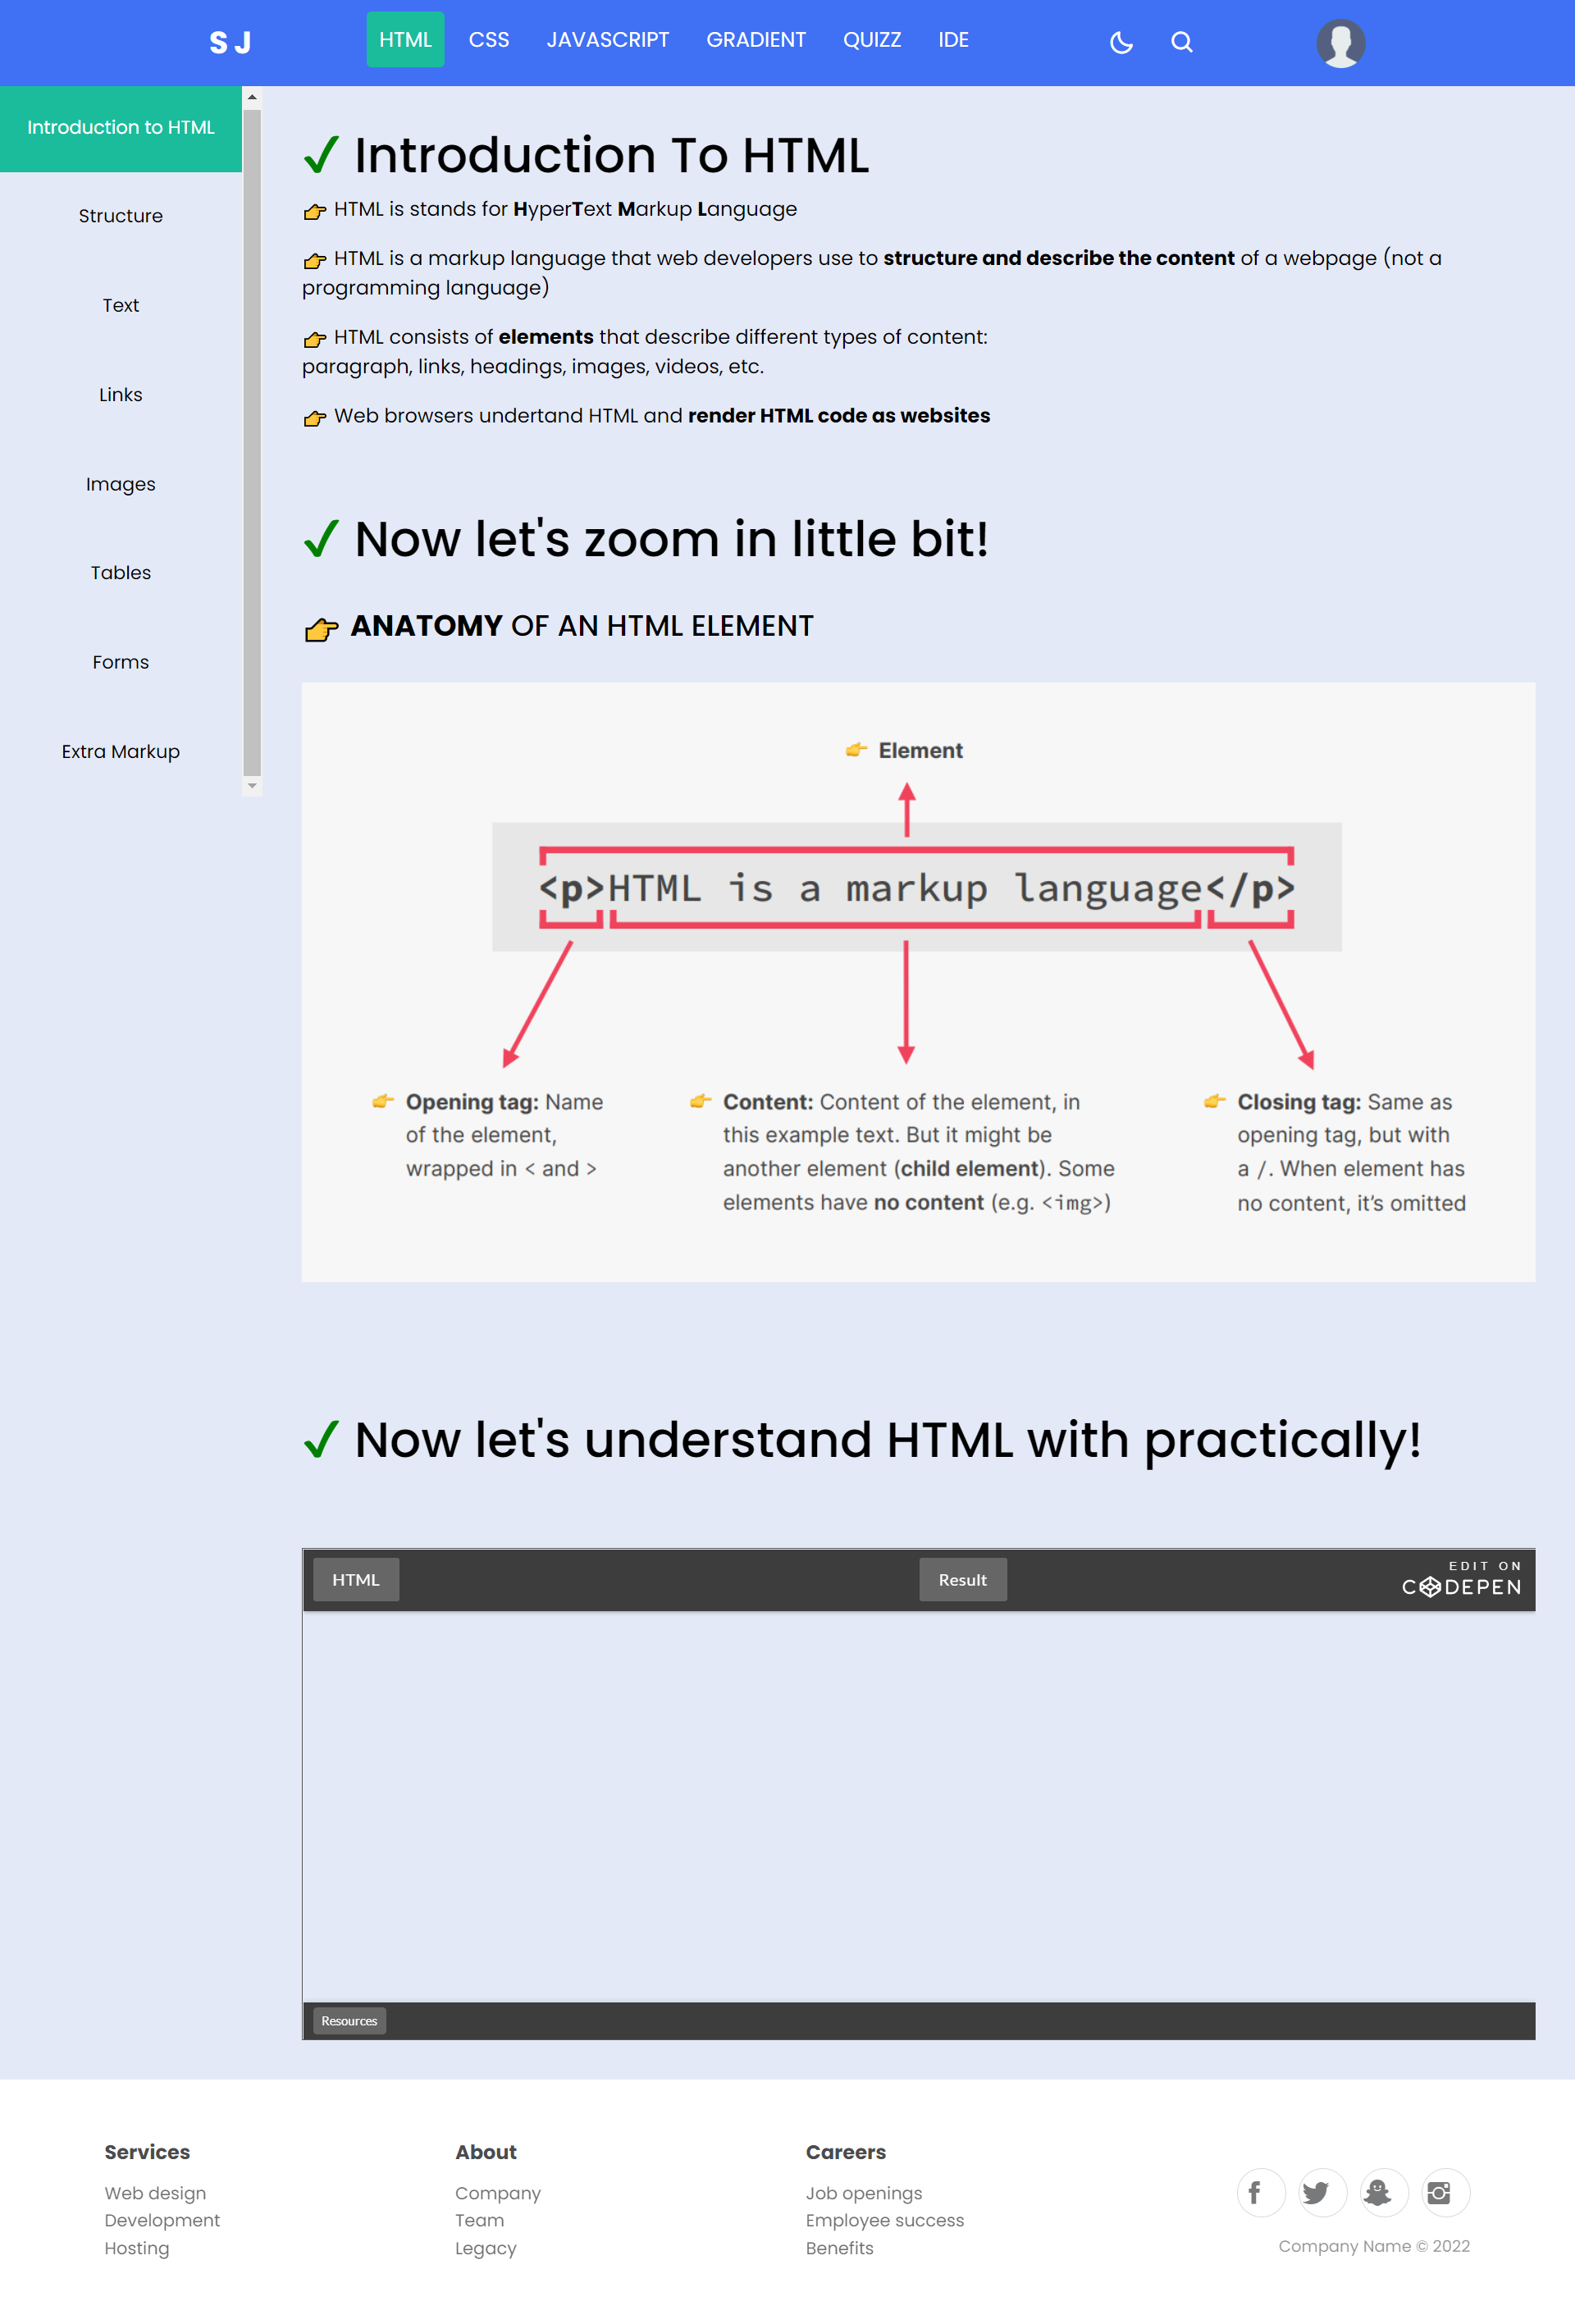 S J
HTML CSS JAVASCRIPT GRADIENT QUIZZ IDE
Introduction to HTML
Structure
Text
Links
Images
Tables
Forms
Extra Markup
Introduction To HTML
HTML is stands for HyperText Markup Language
HTML is a markup language that web developers use to structure and describe the content of a webpage (not a
programming language)
HTML consists of elements that describe different types of content:
paragraph, links, headings, images, videos, etc.
Web browsers undertand HTML and render HTML code as websites
Now let's zoom in little bit!
ANATOMY OF AN HTML ELEMENT
Element
<p>HTML is a markup language</p>
Opening tag: Name
of the element,
wrapped in < and >
Content: Content of the element, in
this example text. But it might be
another element (child element). Some
elements have no content (e.g. <img>)
Closing tag: Same as
opening tag, but with
a /. When element has
no content, it’s omitted
Now let's understand HTML with practically!
HTML
Result
EDIT ON
CODEPEN
Resources
Services
Web design
Development
Hosting
About
Company
Team
Legacy
Careers
Job openings
Employee success
Benefits
Company Name © 2022